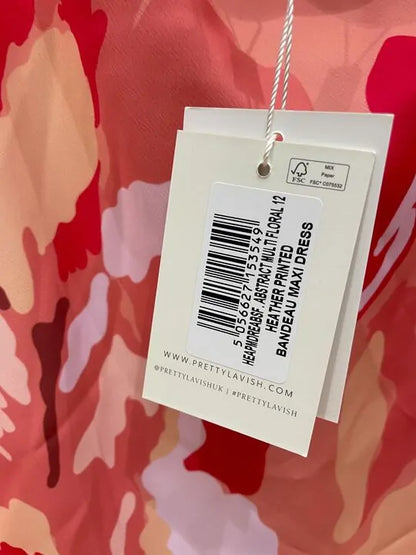 FSC
MIX
Paper
FSC® C075532
5 056627 153549
HEAPMOREABSF. ABSTRACT MULTI FLORAL 12
HEATHER PRINTED
BANDEAU MAXI DRESS
WWW.PRETTYLAVISH.COM
@PRETTYLAVISHUK | #PRETTYLAVISH